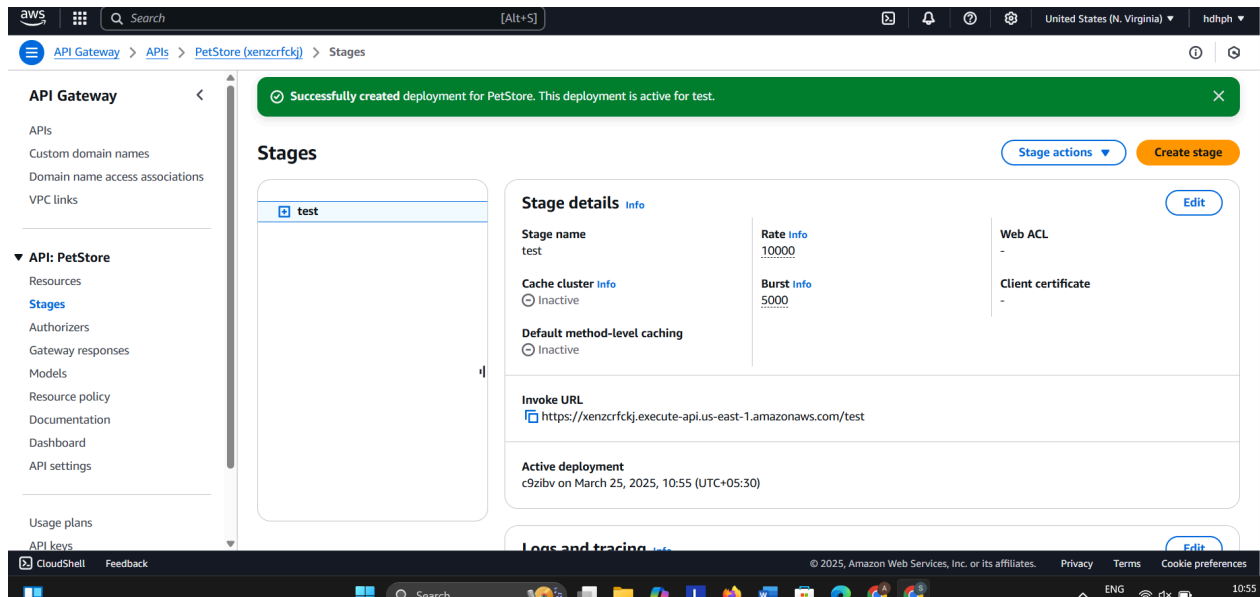 aws
Search [Alt+S] United States (N. Virginia) ▼ hdhph ▼
API Gateway > APIs > PetStore (xenzcrfckj) > Stages
API Gateway
APIs
Custom domain names
Domain name access associations
VPC links
▼ API: PetStore
Resources
Stages
Authorizers
Gateway responses
Models
Resource policy
Documentation
Dashboard
API settings
Usage plans
API keys
Successfully created deployment for PetStore. This deployment is active for test.
Stages
Stage actions ▼ Create stage
test
Stage details Info Edit
Stage name
test
Rate Info
10000
Web ACL
-
Cache cluster Info
Inactive
Burst Info
5000
Client certificate
-
Default method-level caching
Inactive
Invoke URL
https://xenzcrfckj.execute-api.us-east-1.amazonaws.com/test
Active deployment
c9zibv on March 25, 2025, 10:55 (UTC+05:30)
Logs and tracing Info Edit
CloudShell Feedback © 2025, Amazon Web Services, Inc. or its affiliates. Privacy Terms Cookie preferences
Search ENG 10:55